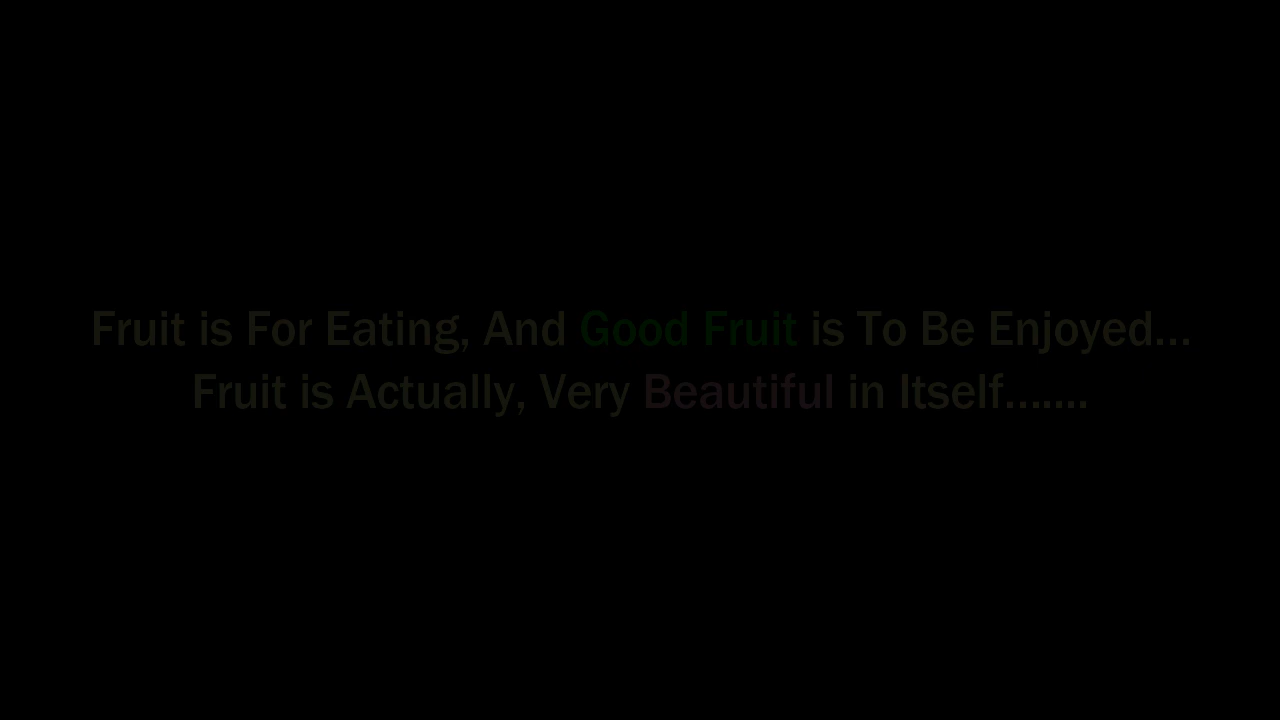 Fruit is For Eating, And Good Fruit is To Be Enjoyed...
Fruit is Actually, Very Beautiful in Itself.......